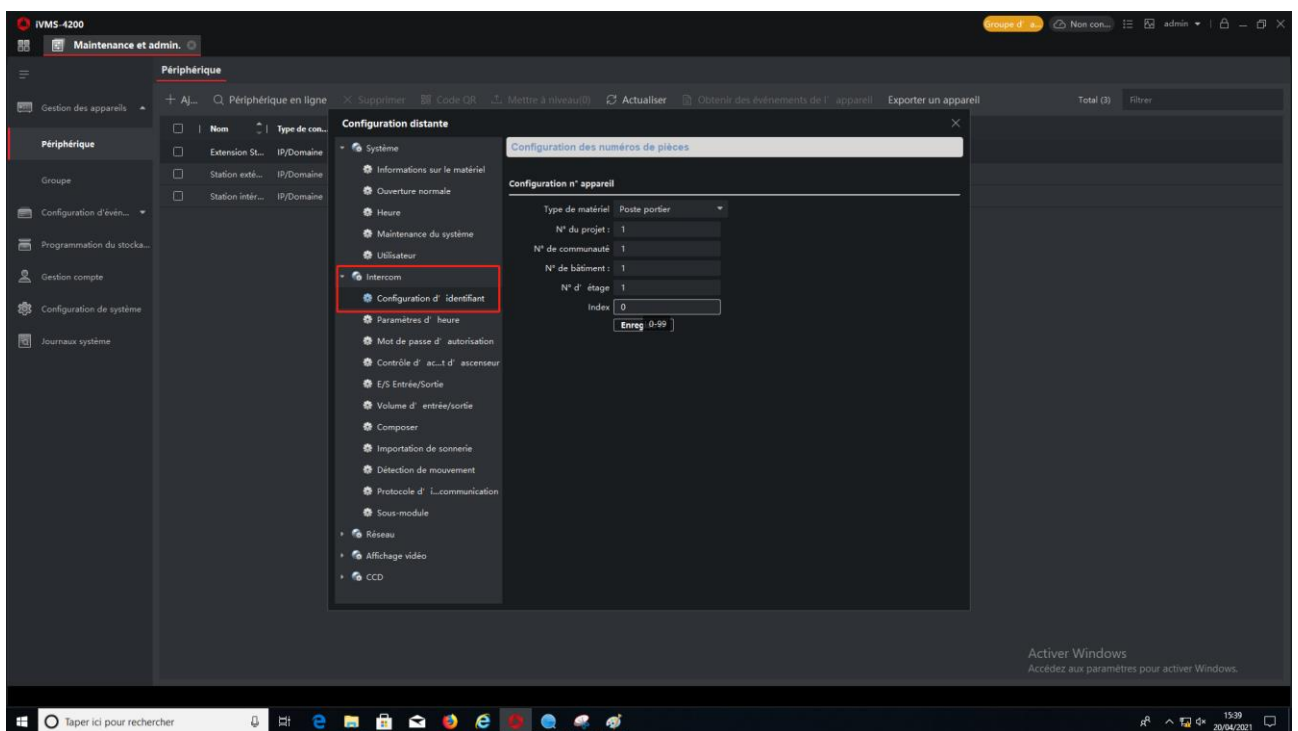 iVMS-4200
Groupe d' a... Non con... admin
Maintenance et admin.
Périphérique
Gestion des appareils
Périphérique
Groupe
Configuration d'évén...
Programmation du stocka...
Gestion compte
Configuration de système
Journaux système
+ Aj... Périphérique en ligne Supprimer Code QR Mettre à niveau(0) Actualiser Obtenir des événements de l' appareil Exporter un appareil Total (3) Filtrer
Nom Type de con...
Extension St... IP/Domaine
Station exté... IP/Domaine
Station intér... IP/Domaine
Configuration distante
Système
Informations sur le matériel
Ouverture normale
Heure
Maintenance du système
Utilisateur
Intercom
Configuration d' identifiant
Paramètres d' heure
Mot de passe d' autorisation
Contrôle d' ac...t d' ascenseur
E/S Entrée/Sortie
Volume d' entrée/sortie
Composer
Importation de sonnerie
Détection de mouvement
Protocole d' i...communication
Sous-module
Réseau
Affichage vidéo
CCD
Configuration des numéros de pièces
Configuration n° appareil
Type de matériel Poste portier
N° du projet : 1
N° de communauté 1
N° de bâtiment : 1
N° d' étage 1
Index 0
Enreg 0-99
Activer Windows
Accédez aux paramètres pour activer Windows.
Taper ici pour rechercher
15:39
20/04/2021